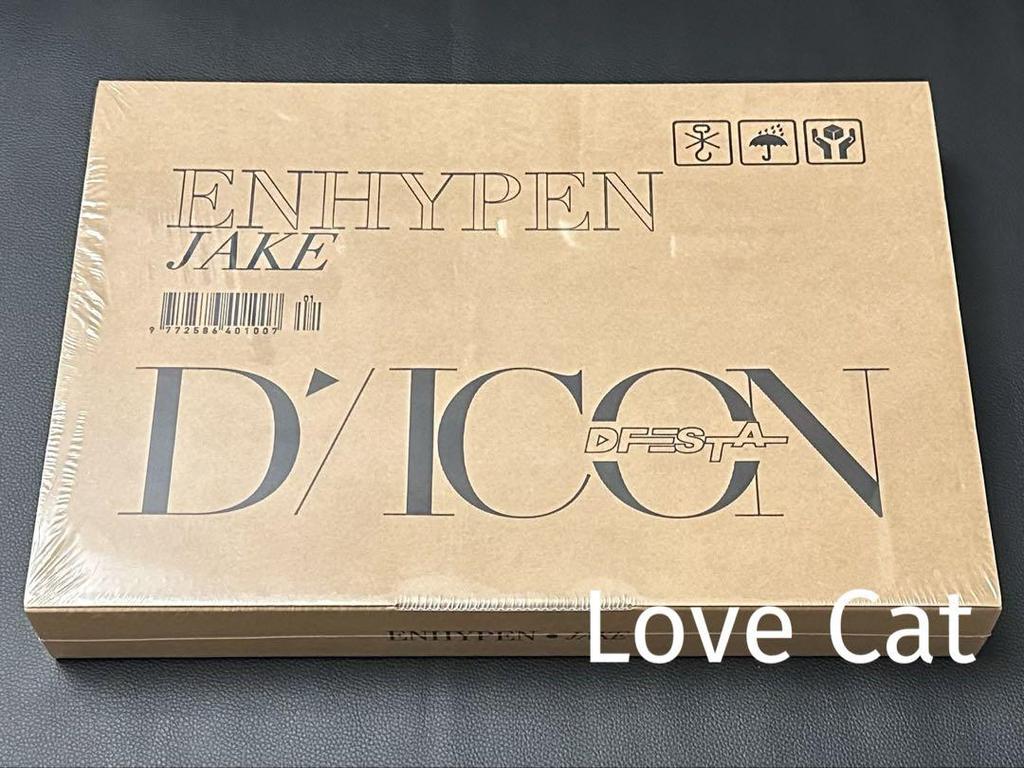 ENHYPEN
JAKE
01
9 772586 401007
D'/ICON
DFESTA
ENHYPEN • JAKE
Love Cat